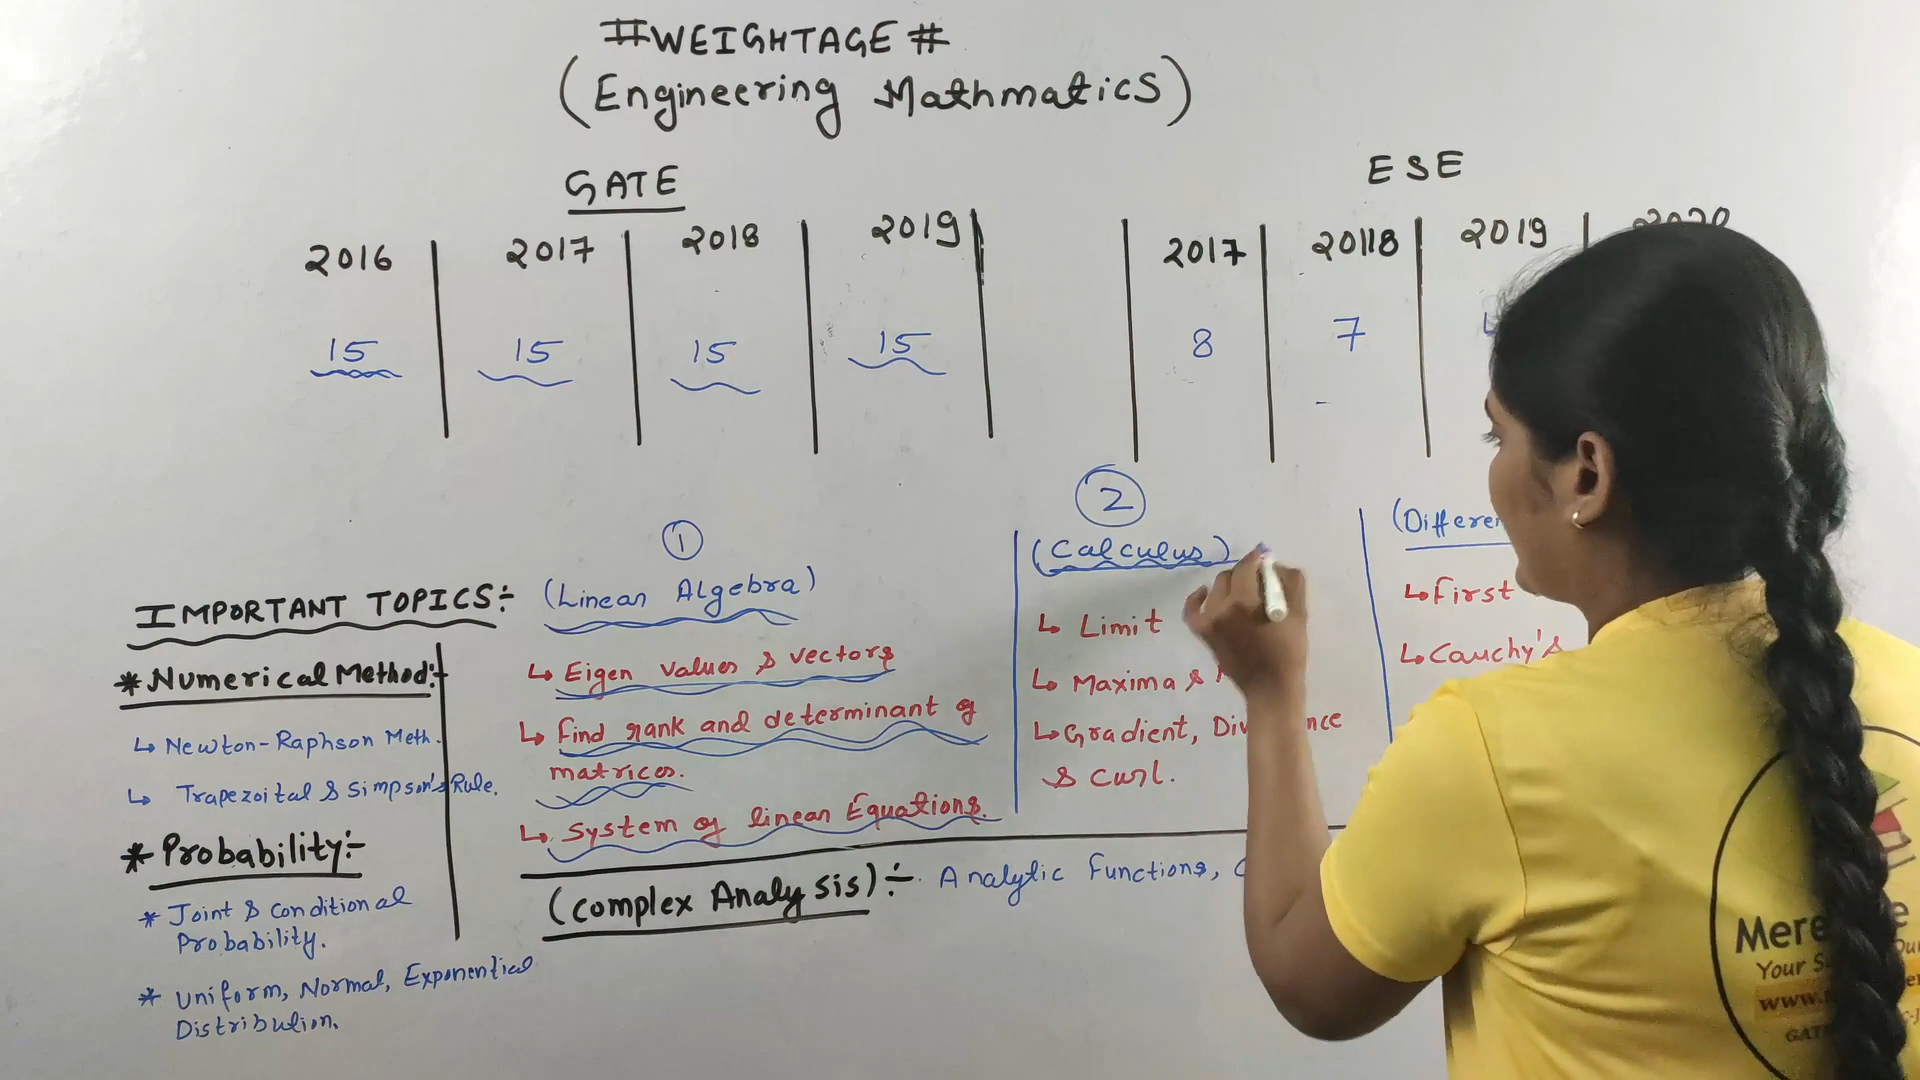 #WEIGHTAGE#
(Engineering Mathmatics)
GATE
2016 2017 2018 2019
15 15 15 15
ESE
2017 20118 2019 2020
8 7
IMPORTANT TOPICS:-
*Numerical Method:-
↳ Newton-Raphson Meth.
↳ Trapezoital & Simpson's Rule.
* Probability:-
* Joint & Conditional
Probability.
* Uniform, Normal, Exponential
Distribution.
1
(Linear Algebra)
↳ Eigen values & vectors
↳ find rank and determinant of
matrices.
↳ system of linear Equations.
2
(Calculus)
↳ Limit
↳ Maxima &
↳ Gradient,
& curl.
↳ First
↳ Cauchy's
(complex Analysis):- Analytic Functions,
Your
www.